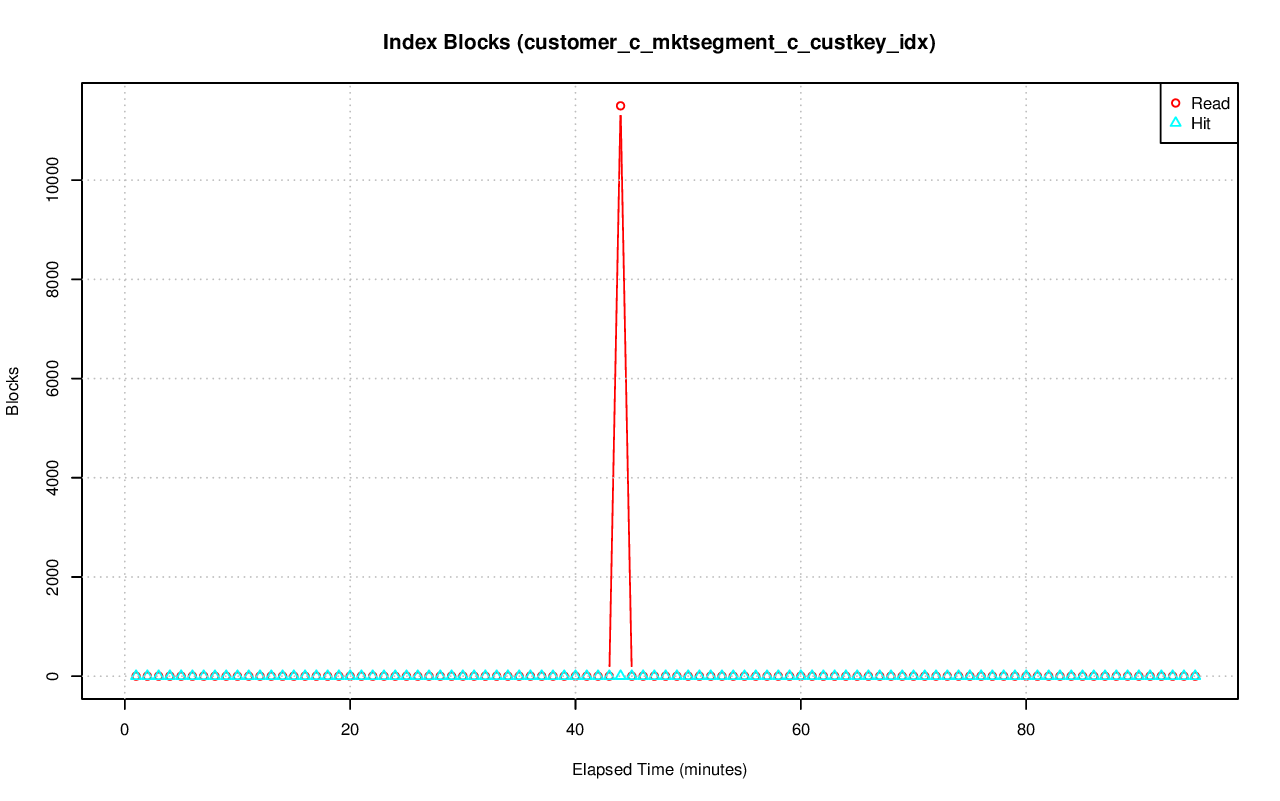 Index Blocks (customer_c_mktsegment_c_custkey_idx)
Read
Hit
Blocks
10000
8000
6000
4000
2000
0
0 20 40 60 80
Elapsed Time (minutes)